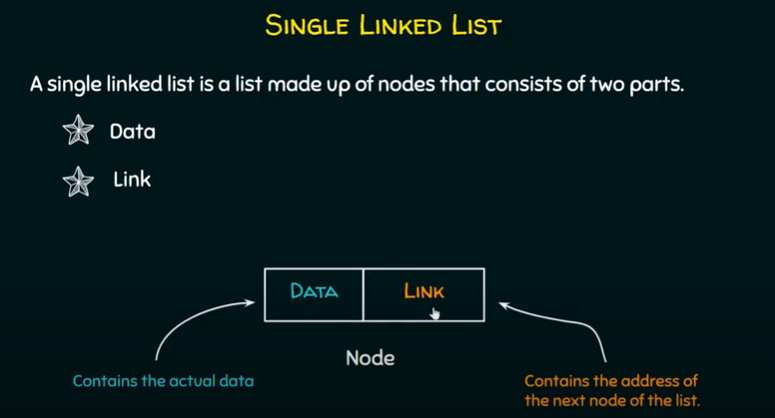 Single Linked List
A single linked list is a list made up of nodes that consists of two parts.
Data
Link
Data Link
Node
Contains the actual data
Contains the address of
the next node of the list.